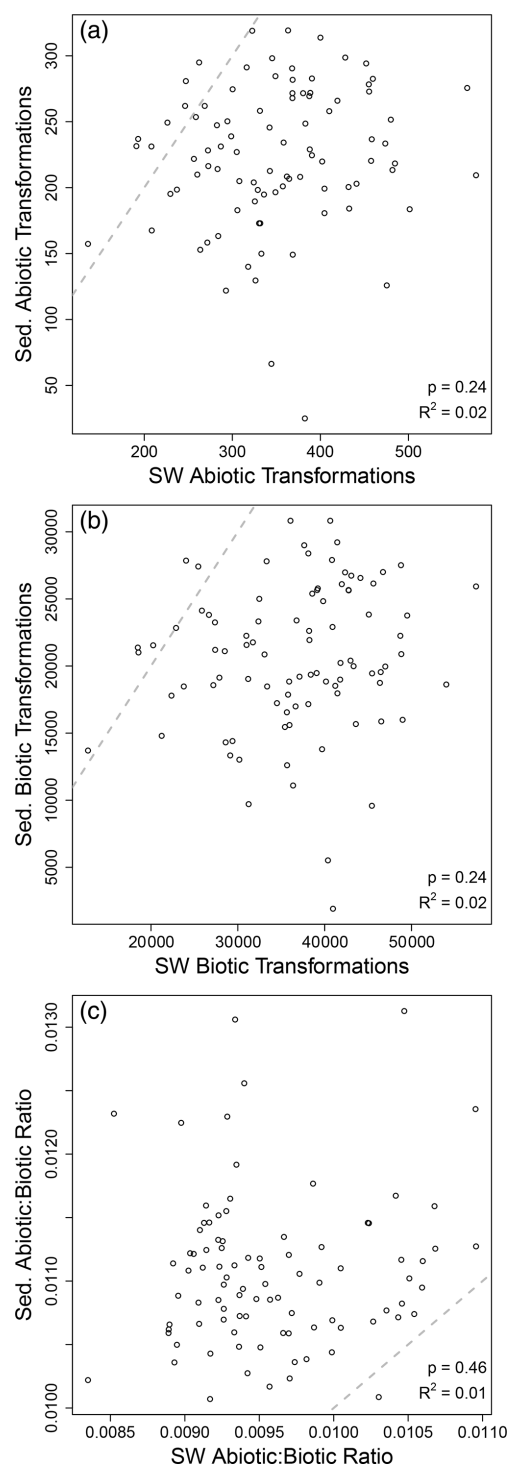 (a)
Sed. Abiotic Transformations
300
250
200
150
100
50
p = 0.24
R² = 0.02
200 300 400 500
SW Abiotic Transformations
(b)
Sed. Biotic Transformations
30000
25000
20000
15000
10000
5000
p = 0.24
R² = 0.02
20000 30000 40000 50000
SW Biotic Transformations
(c)
Sed. Abiotic:Biotic Ratio
0.0130
0.0120
0.0110
0.0100
p = 0.46
R² = 0.01
0.0085 0.0090 0.0095 0.0100 0.0105 0.0110
SW Abiotic:Biotic Ratio